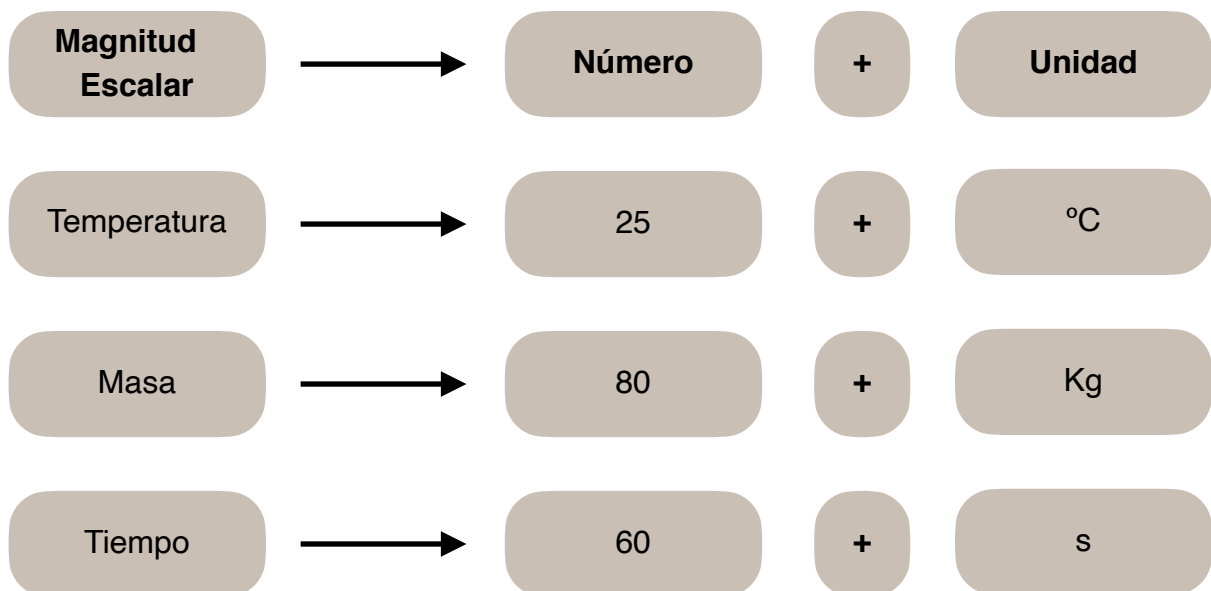 Magnitud
Escalar
Número
+
Unidad
Temperatura
25
+
ºC
Masa
80
+
Kg
Tiempo
60
+
s